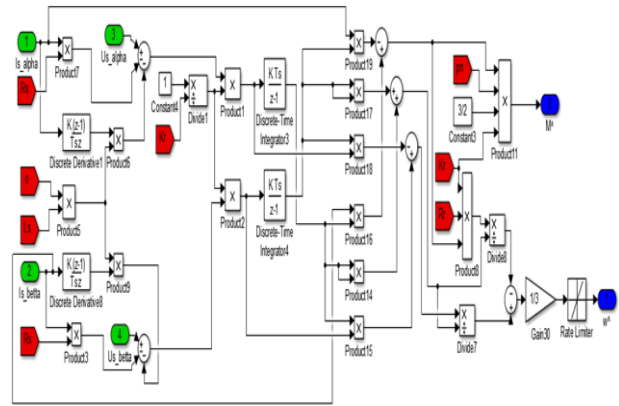 1
Is_alpha
Rs
Product7
3
Us_alpha
K (z-1)
Tsz
Discrete Derivative1
Product6
σ
Ls
Product5
2
Is_betta
K (z-1)
Tsz
Discrete Derivative8
Product9
Rs
Product3
4
Us_betta
1
Constant4
Kr
Divide1
Product1
Product2
KTs
z-1
Discrete-Time
Integrator3
KTs
z-1
Discrete-Time
Integrator4
Product19
Product17
Product18
Product16
Product14
Product15
3/2
Constant3
Kr
Rr
Product11
2
M^
Product8
Divide8
Divide7
1/3
Gain30
Rate Limiter
w^